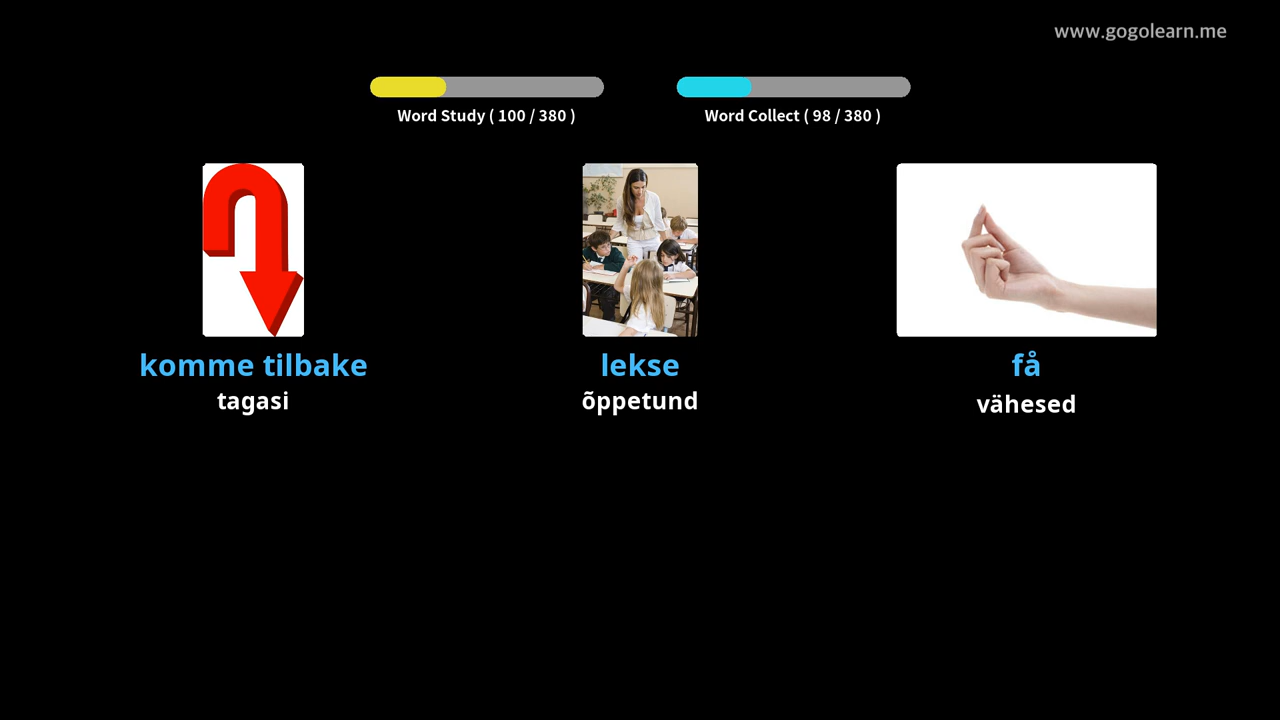 www.gogolearn.me
Word Study ( 100 / 380 )
Word Collect ( 98 / 380 )
komme tilbake
tagasi
lekse
õppetund
få
vähesed